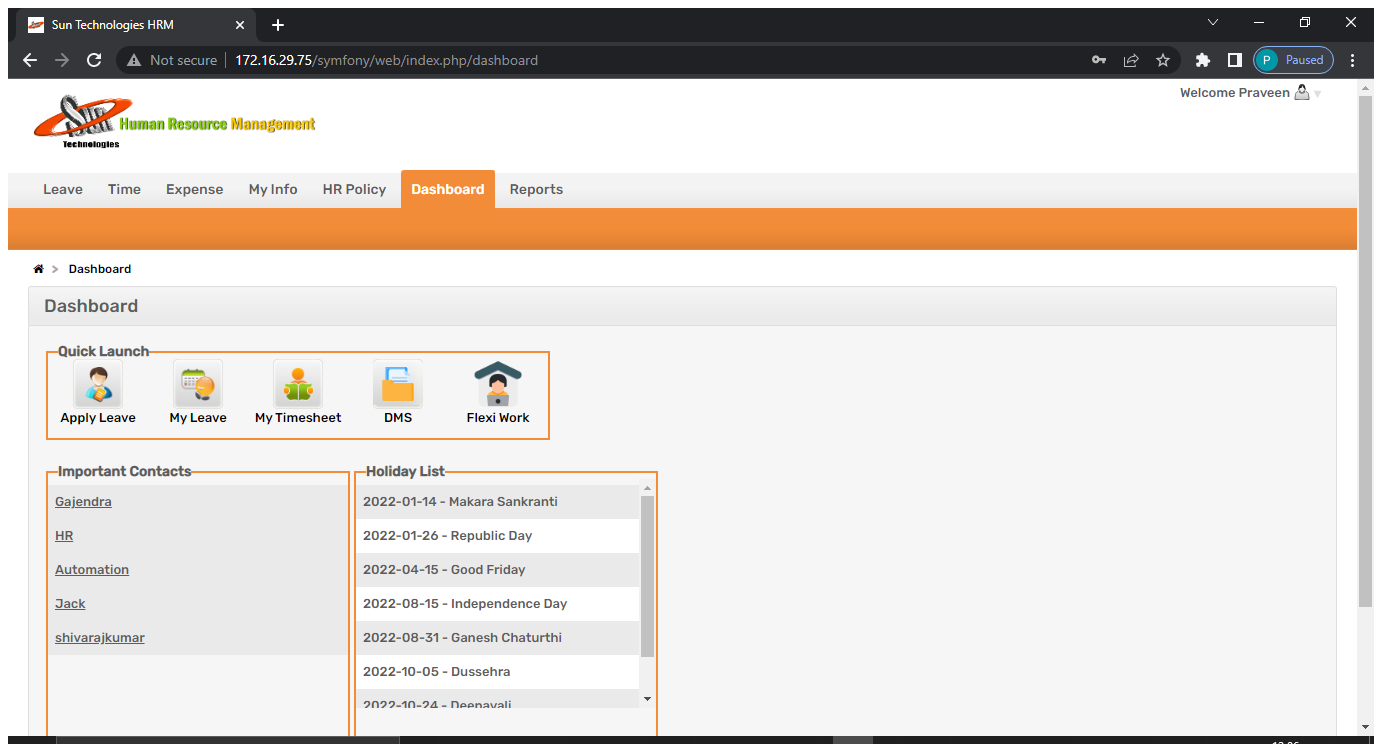 Sun Technologies HRM
Not secure | 172.16.29.75/symfony/web/index.php/dashboard
P Paused
Welcome Praveen
Sun Human Resource Management
Technologies
Leave Time Expense My Info HR Policy Dashboard Reports
> Dashboard
Dashboard
Quick Launch
Apply Leave My Leave My Timesheet DMS Flexi Work
Important Contacts
Gajendra
HR
Automation
Jack
shivarajkumar
Holiday List
2022-01-14 - Makara Sankranti
2022-01-26 - Republic Day
2022-04-15 - Good Friday
2022-08-15 - Independence Day
2022-08-31 - Ganesh Chaturthi
2022-10-05 - Dussehra
2022-10-24 - Deepavali